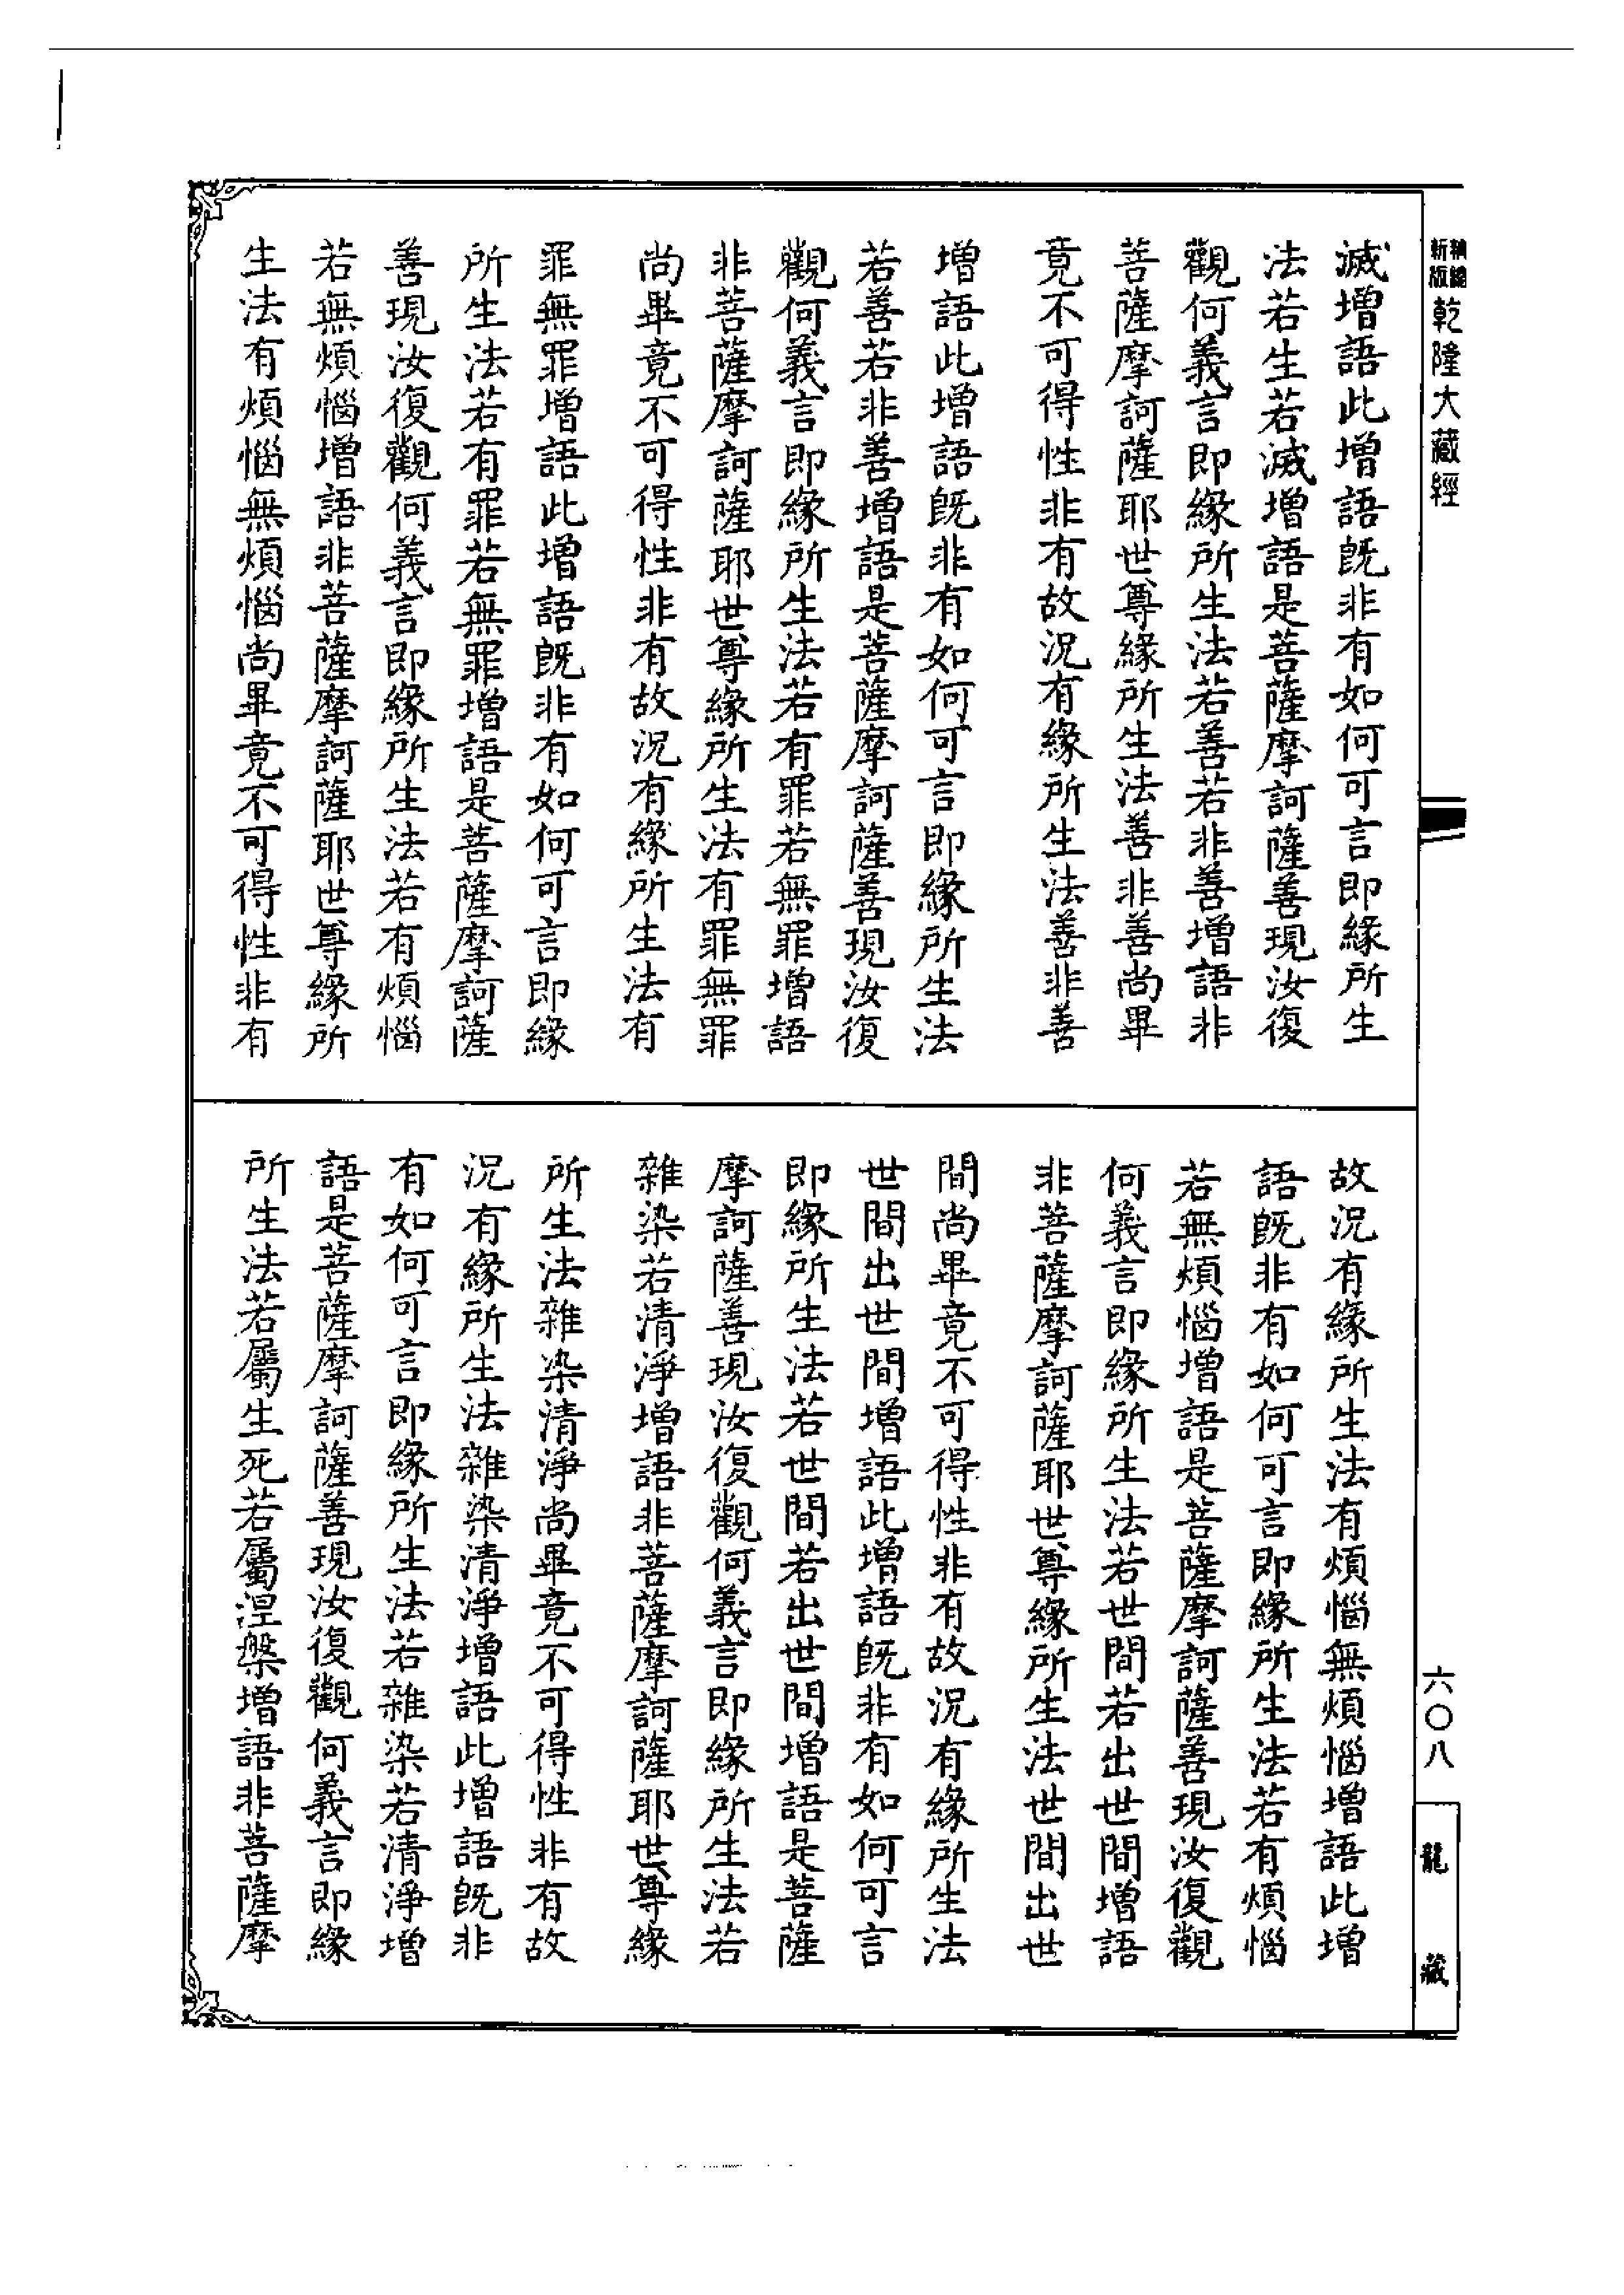 新編
新版
乾隆大藏經
滅增語此增語既非有如何可言即緣所生
法若生若滅增語是菩薩摩訶薩善現汝復
觀何義言即緣所生法若善若非善增語非
菩薩摩訶薩耶世尊緣所生法善非善尚畢
竟不可得性非有故況有緣所生法善非善
增語此增語既非有如何可言即緣所生法
若善若非善增語是菩薩摩訶薩善現汝復
觀何義言即緣所生法若有罪若無罪增語
非菩薩摩訶薩耶世尊緣所生法有罪無罪
尚畢竟不可得性非有故況有緣所生法有
罪無罪增語此增語既非有如何可言即緣
所生法若有罪若無罪增語是菩薩摩訶薩
善現汝復觀何義言即緣所生法若有煩惱
若無煩惱增語非菩薩摩訶薩耶世尊緣所
生法有煩惱無煩惱尚畢竟不可得性非有
故況有緣所生法有煩惱無煩惱增語此增
語既非有如何可言即緣所生法若有煩惱
若無煩惱增語是菩薩摩訶薩善現汝復觀
何義言即緣所生法若世間若出世間增語
非菩薩摩訶薩耶世尊緣所生法世間出世
間尚畢竟不可得性非有故況有緣所生法
世間出世間增語此增語既非有如何可言
即緣所生法若世間若出世間增語是菩薩
摩訶薩善現汝復觀何義言即緣所生法若
雜染若清淨增語非菩薩摩訶薩耶世尊緣
所生法雜染清淨尚畢竟不可得性非有故
況有緣所生法雜染清淨增語此增語既非
有如何可言即緣所生法若雜染若清淨增
語是菩薩摩訶薩善現汝復觀何義言即緣
所生法若屬生死若屬涅槃增語非菩薩摩
六〇八
龍藏